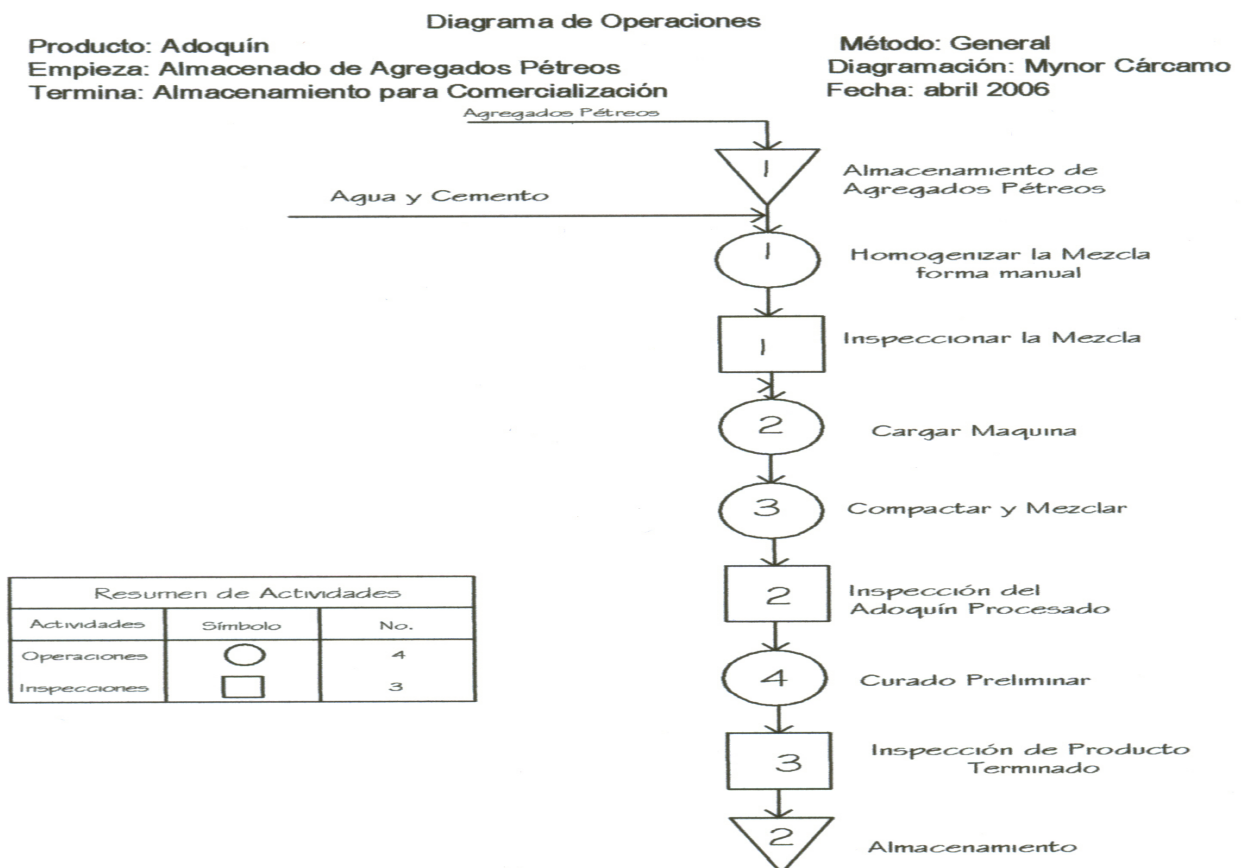 Diagrama de Operaciones
Producto: Adoquín
Empieza: Almacenado de Agregados Pétreos
Termina: Almacenamiento para Comercialización
Método: General
Diagramación: Mynor Cárcamo
Fecha: abril 2006
Agregados Pétreos
1
Almacenamiento de
Agregados Pétreos
Agua y Cemento
1
Homogenizar la Mezcla
forma manual
1
Inspeccionar la Mezcla
2
Cargar Maquina
3
Compactar y Mezclar
2
Inspección del
Adoquín Procesado
4
Curado Preliminar
3
Inspección de Producto
Terminado
2
Almacenamiento
Resumen de Actividades
Actividades Símbolo No.
Operaciones 4
Inspecciones 3